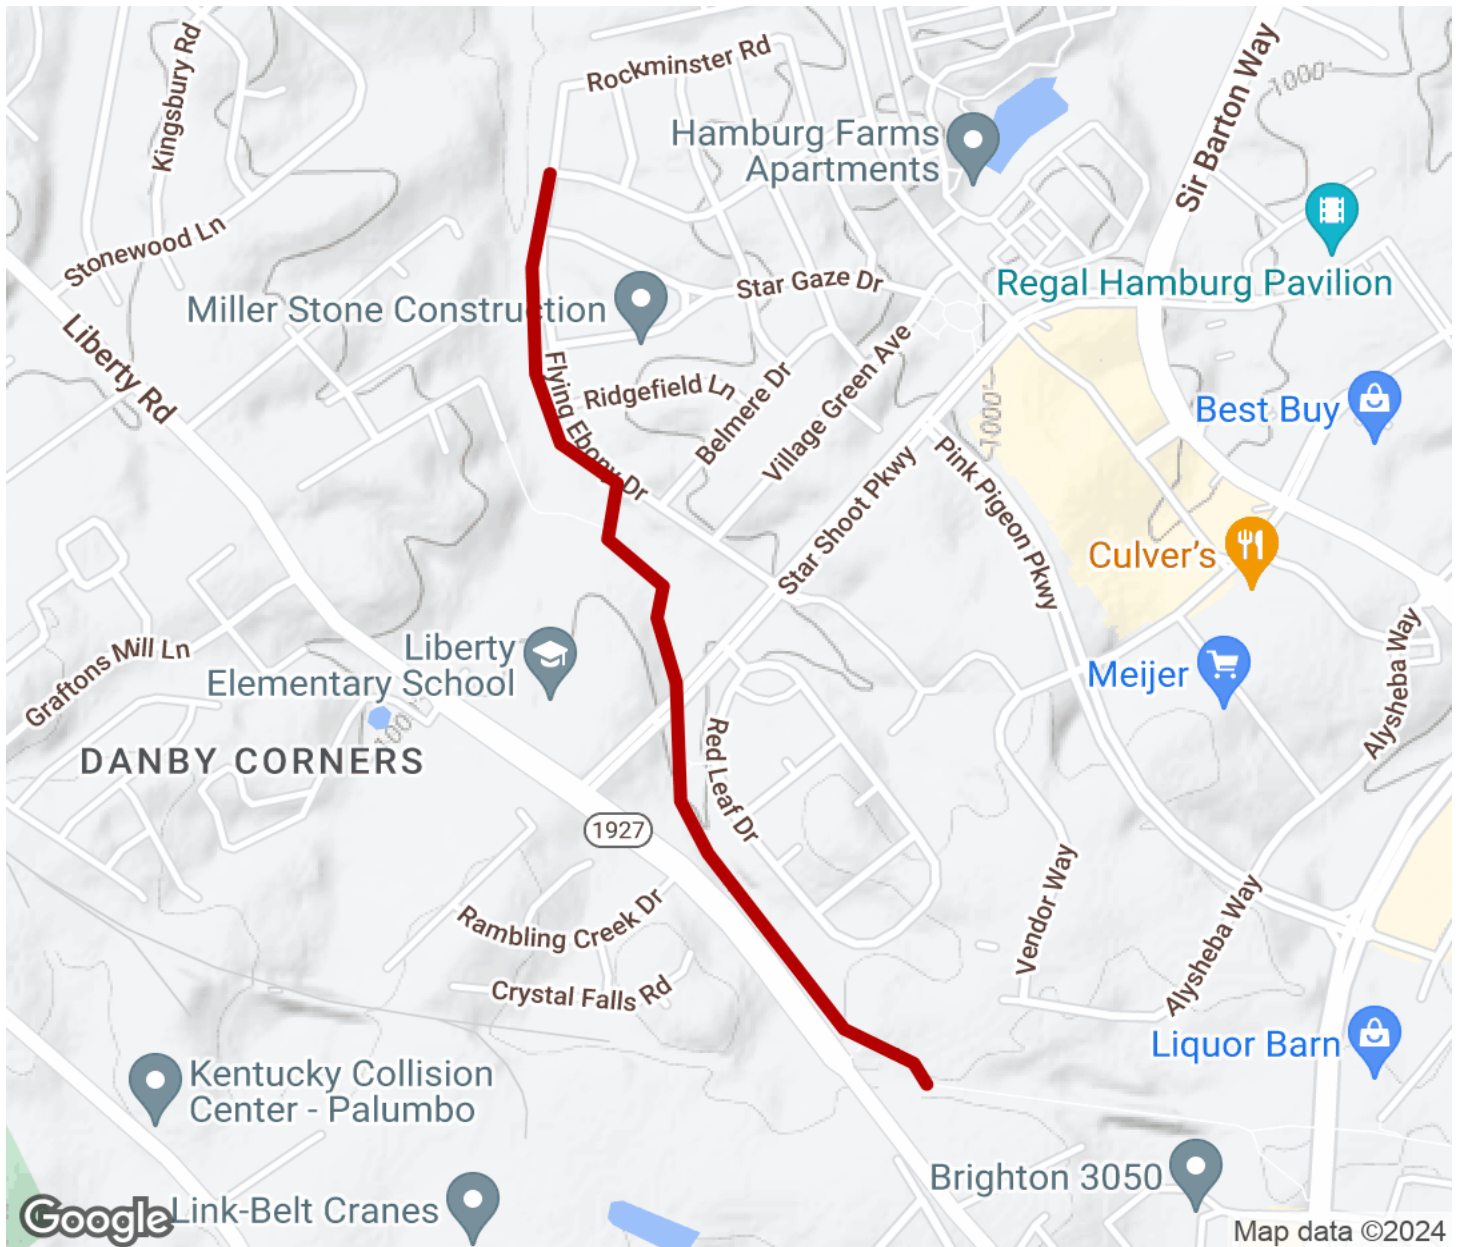 Kingsbury Rd
Rockminster Rd
Sir Barton Way
1000'
Hamburg Farms
Apartments
Stonewood Ln
Star Gaze Dr
Regal Hamburg Pavilion
Miller Stone Construction
Liberty Rd
Flying Ebony Dr
Ridgefield Ln
Belmere Dr
Village Green Ave
1000'
Best Buy
Star Shoot Pkwy
Pink Pigeon Pkwy
Culver's
Graftons Mill Ln
Liberty
Elementary School
Meijer
Alysheba Way
DANBY CORNERS
Red Leaf Dr
1927
Vendor Way
Rambling Creek Dr
Alysheba Way
Crystal Falls Rd
Liquor Barn
Kentucky Collision
Center - Palumbo
Brighton 3050
Google
Link-Belt Cranes
Map data ©2024